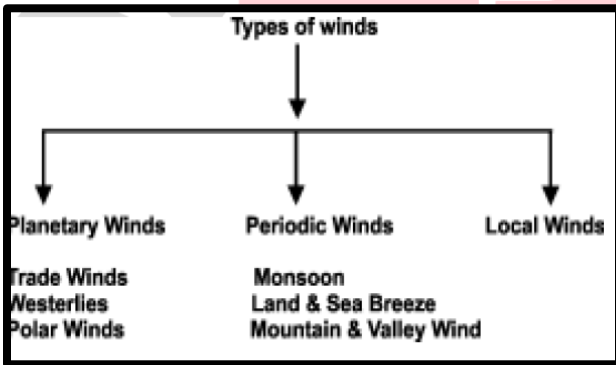 Types of winds
Planetary Winds Periodic Winds Local Winds
Trade Winds Monsoon
Westerlies Land & Sea Breeze
Polar Winds Mountain & Valley Wind